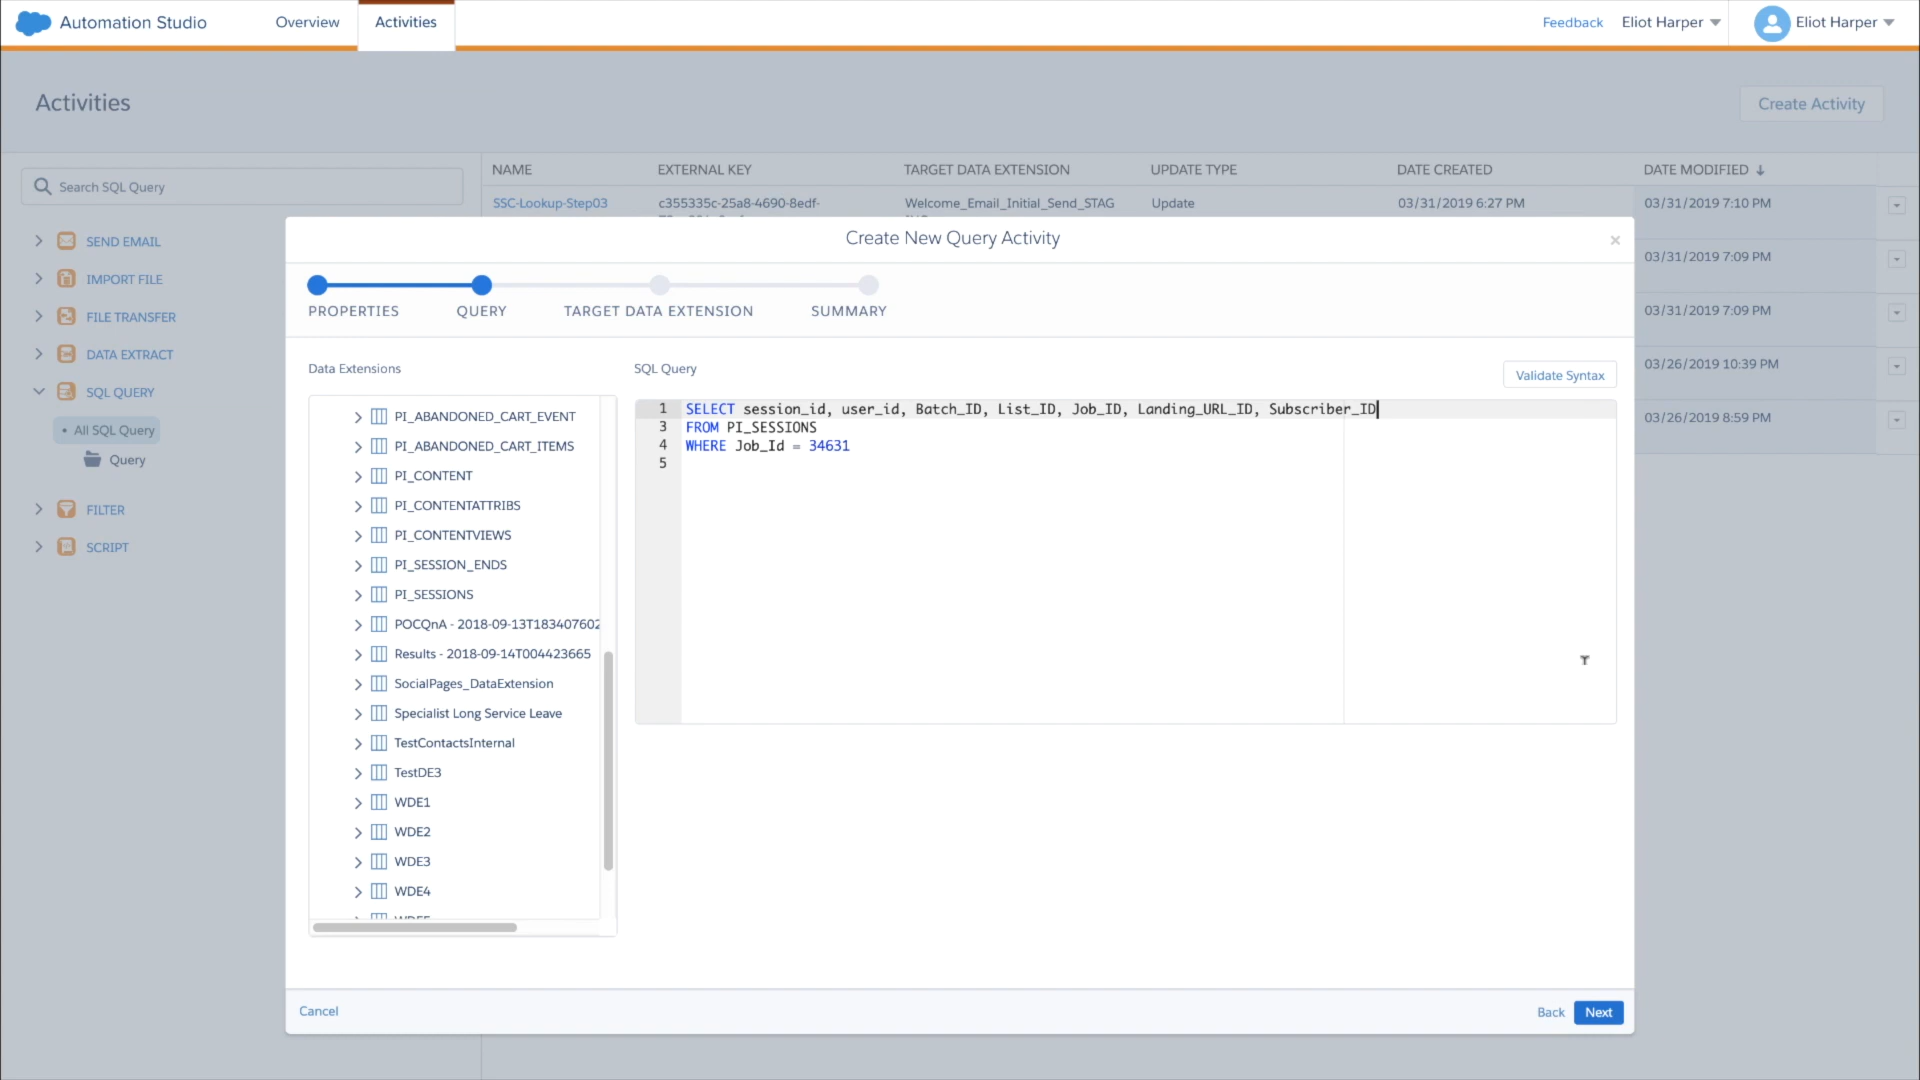 Automation Studio
Overview
Activities
Feedback
Eliot Harper
Eliot Harper
Activities
Create Activity
Search SQL Query
NAME
EXTERNAL KEY
TARGET DATA EXTENSION
UPDATE TYPE
DATE CREATED
DATE MODIFIED
SSC-Lookup-Step03
c355335c-25a8-4690-8edf-
Welcome_Email_Initial_Send_STAG
Update
03/31/2019 6:27 PM
03/31/2019 7:10 PM
03/31/2019 7:09 PM
03/31/2019 7:09 PM
03/26/2019 10:39 PM
03/26/2019 8:59 PM
SEND EMAIL
IMPORT FILE
FILE TRANSFER
DATA EXTRACT
SQL QUERY
• All SQL Query
Query
FILTER
SCRIPT
Create New Query Activity
×
PROPERTIES
QUERY
TARGET DATA EXTENSION
SUMMARY
Data Extensions
PI_ABANDONED_CART_EVENT
PI_ABANDONED_CART_ITEMS
PI_CONTENT
PI_CONTENTATTRIBS
PI_CONTENTVIEWS
PI_SESSION_ENDS
PI_SESSIONS
POCQnA - 2018-09-13T183407602
Results - 2018-09-14T004423665
SocialPages_DataExtension
Specialist Long Service Leave
TestContactsInternal
TestDE3
WDE1
WDE2
WDE3
WDE4
SQL Query
Validate Syntax
1 SELECT session_id, user_id, Batch_ID, List_ID, Job_ID, Landing_URL_ID, Subscriber_ID
3 FROM PI_SESSIONS
4 WHERE Job_Id = 34631
5
Cancel
Back
Next